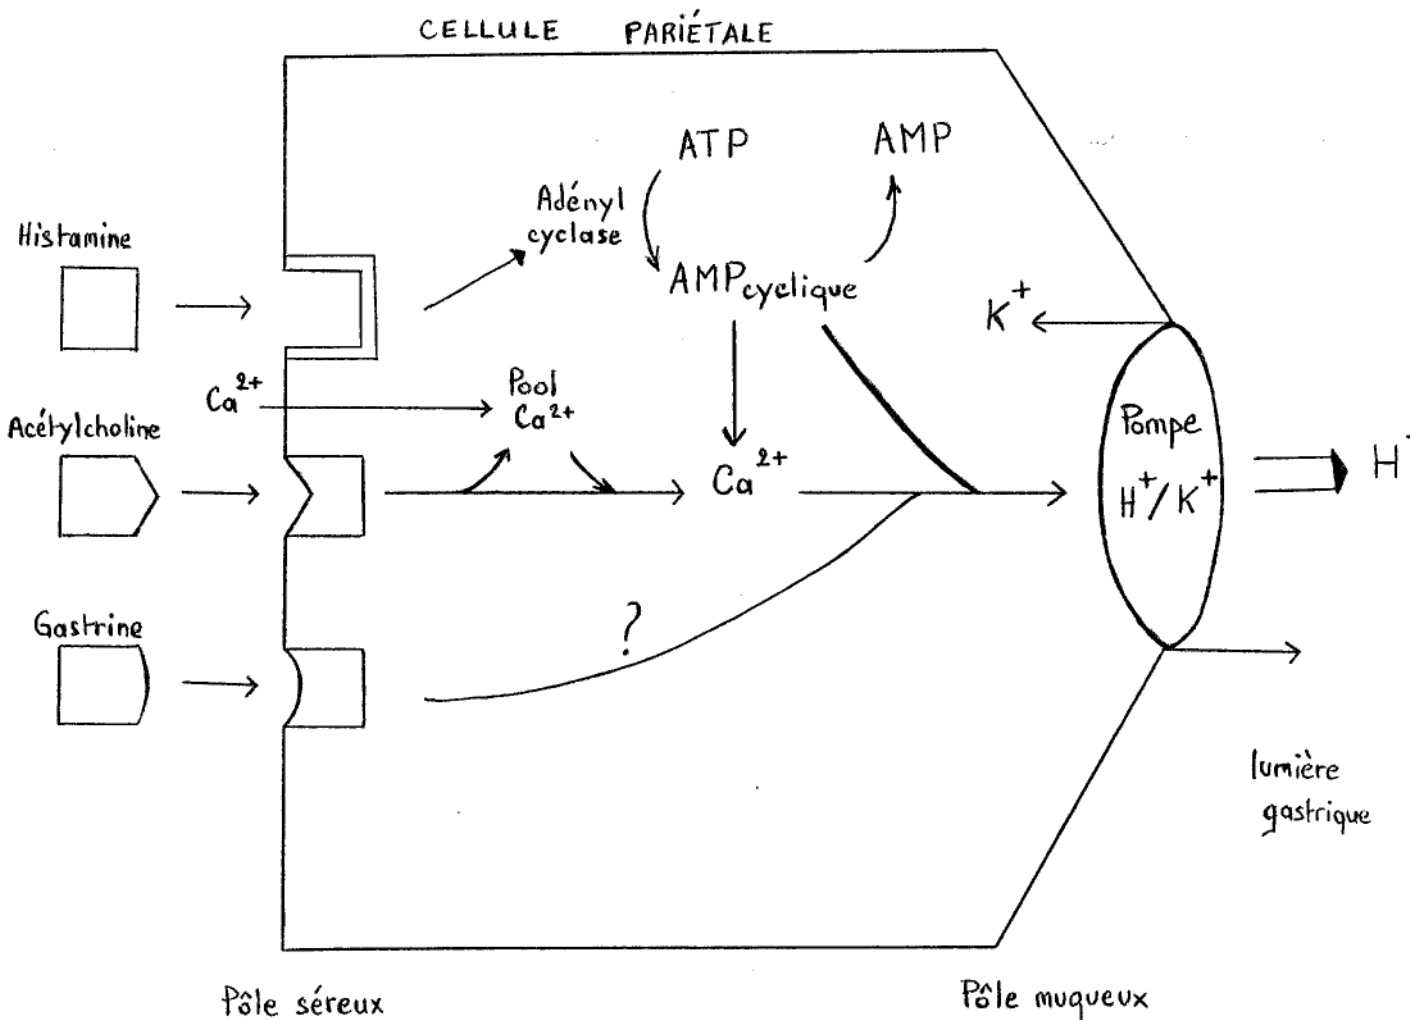 CELLULE PARIÉTALE
ATP
AMP
Adényl
cyclase
Histamine
AMPcyclique
K⁺
Ca²⁺
Pool
Ca²⁺
Acétylcholine
Pompe
H⁺/K⁺
Ca²⁺
H
Gastrine
?
lumière
gastrique
Pôle séreux
Pôle muqueux